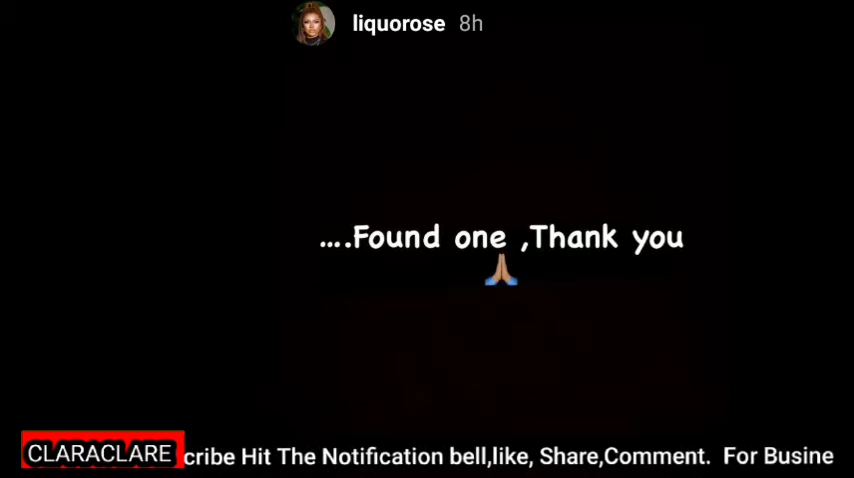 liquorose 8h
....Found one ,Thank you
🙏🏽
CLARACLARE cribe Hit The Notification bell,like, Share,Comment. For Busine